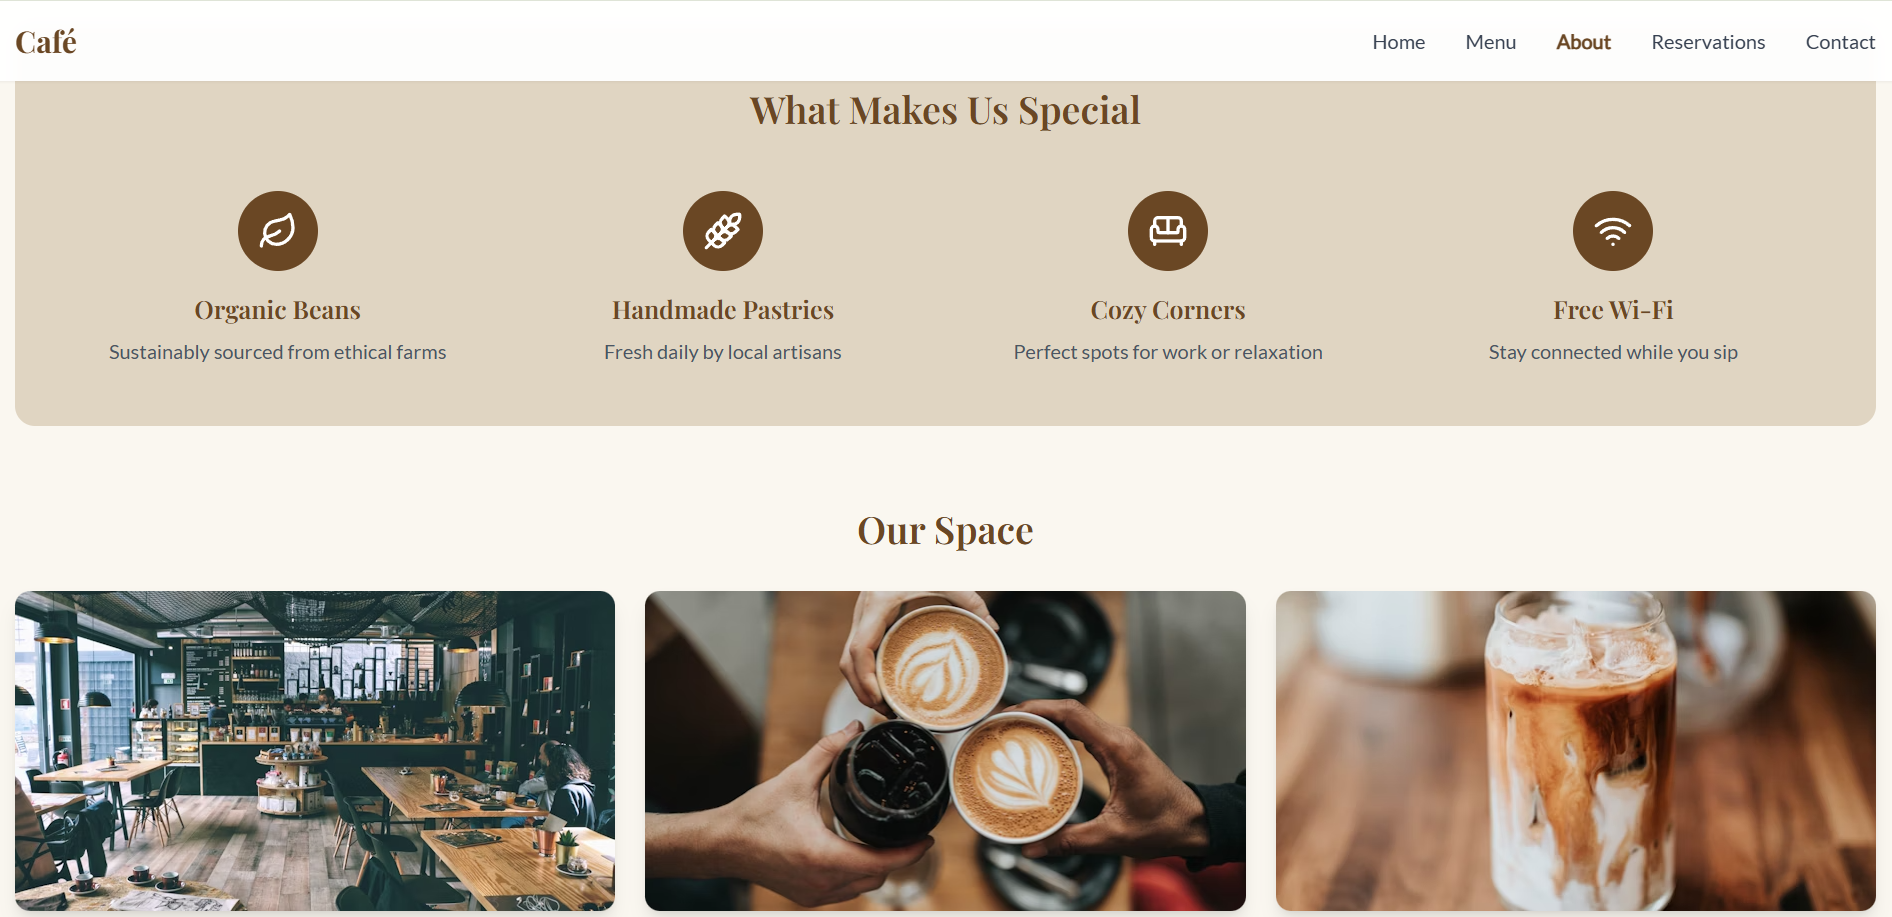 Café
Home Menu About Reservations Contact
What Makes Us Special
Organic Beans
Sustainably sourced from ethical farms
Handmade Pastries
Fresh daily by local artisans
Cozy Corners
Perfect spots for work or relaxation
Free Wi-Fi
Stay connected while you sip
Our Space